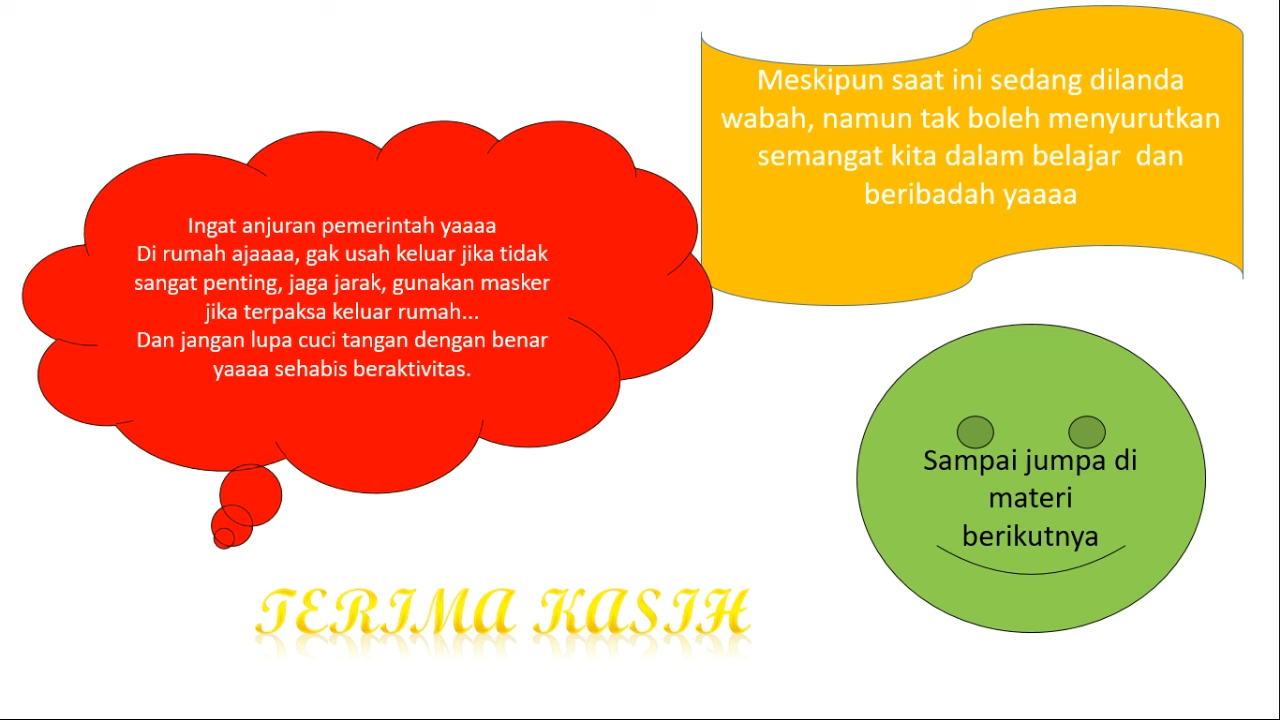 Meskipun saat ini sedang dilanda
wabah, namun tak boleh menyurutkan
semangat kita dalam belajar  dan
beribadah yaaaa
Ingat anjuran pemerintah yaaaa
Di rumah ajaaaa, gak usah keluar jika tidak
sangat penting, jaga jarak, gunakan masker
jika terpaksa keluar rumah...
Dan jangan lupa cuci tangan dengan benar
yaaaa sehabis beraktivitas.
Sampai jumpa di
materi
berikutnya
TERIMA KASIH